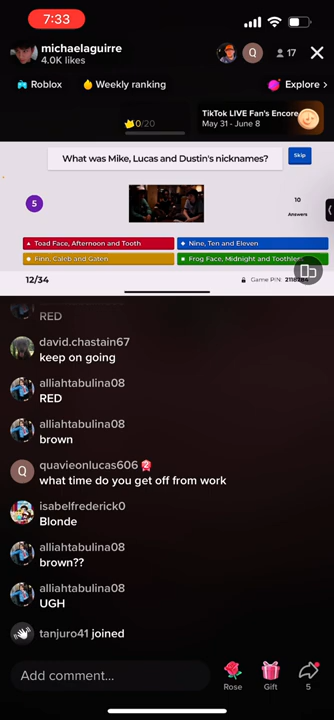 7:33
michaelaguirre
4.0K likes
Q
17
Roblox
Weekly ranking
Explore >
0/20
TikTok LIVE Fan's Encore
May 31 - June 8
What was Mike, Lucas and Dustin's nicknames?
Skip
5
10
Answers
Toad Face, Afternoon and Tooth
Nine, Ten and Eleven
Finn, Caleb and Gaten
Frog Face, Midnight and Toothless
12/34
Game PIN:
RED
david.chastain67
keep on going
alliahtabulina08
RED
alliahtabulina08
brown
Q
quavieonlucas606
what time do you get off from work
isabelfrederick0
Blonde
alliahtabulina08
brown??
alliahtabulina08
UGH
tanjuro41 joined
Add comment...
Rose
Gift
5